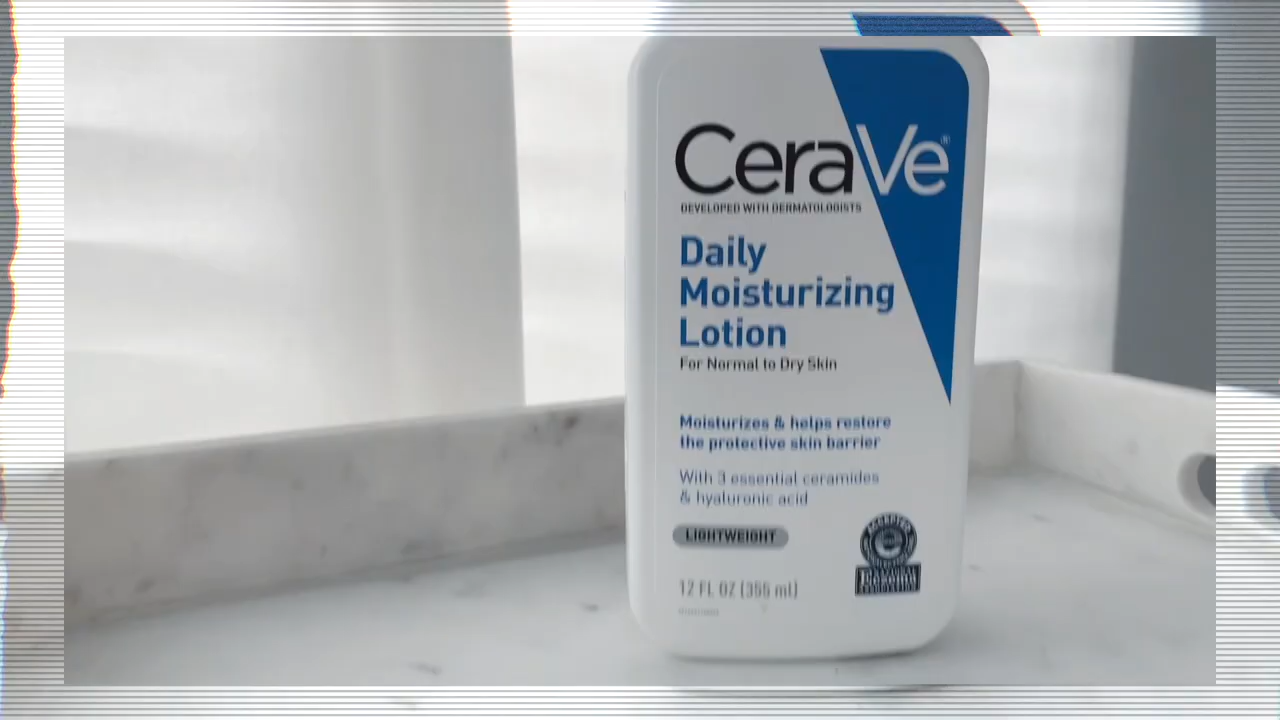 CeraVe®
DEVELOPED WITH DERMATOLOGISTS
Daily
Moisturizing
Lotion
For Normal to Dry Skin
Moisturizes & helps restore
the protective skin barrier
With 3 essential ceramides
& hyaluronic acid
LIGHTWEIGHT
12 FL OZ (355 ml)